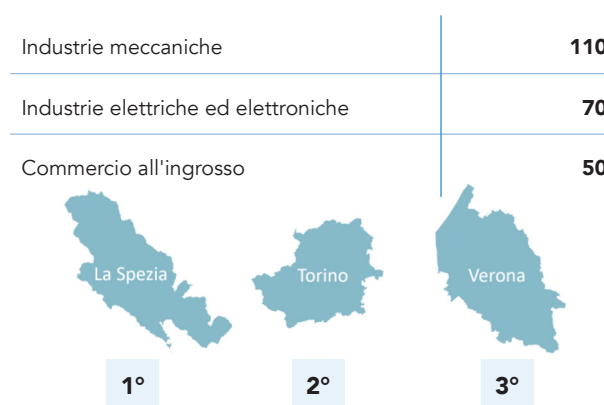 Industrie meccaniche 110
Industrie elettriche ed elettroniche 70
Commercio all'ingrosso 50
La Spezia Torino Verona
1° 2° 3°